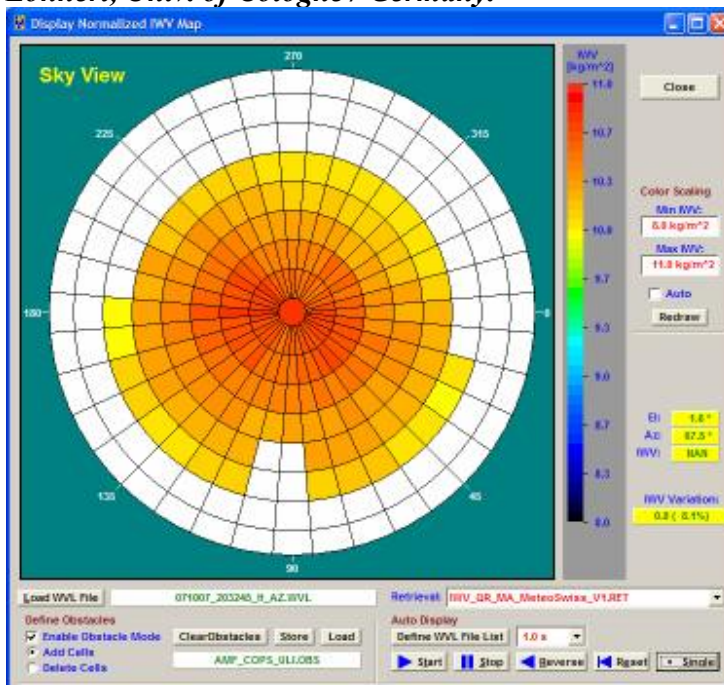 Löhnert, Univ. of Cologne / Germany.
Display Normalized IWV Map
Sky View
270
225
315
180
0
135
45
90
IWV
[kg/m^2]
11.0
10.7
10.3
10.0
9.7
9.3
9.0
8.7
8.3
8.0
Close
Color Scaling
Min IWV:
8.0 kg/m^2
Max IWV:
11.0 kg/m^2
Auto
Redraw
El:
Az: 67.5 °
IWV: NAN
IWV Variation:
Load WVL File
Retrieval: IWV_GR_MA_MeteoSwiss_V1.RET
Define Obstacles
Enable Obstacle Mode
Add Cells
Delete Cells
ClearObstacles
Store
Load
AMF_COPS_ULI.OBS
Auto Display
Define WVL File List
1.0 s
Start
Stop
Reverse
Reset
Single